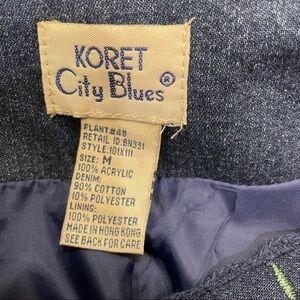 KORET
City Blues®
PLANT#48
RETAIL ID:BN331
STYLE:101X111
SIZE: M
100% ACRYLIC
DENIM:
90% COTTON
10% POLYESTER
LINING:
100% POLYESTER
MADE IN HONG KONG
SEE BACK FOR CARE